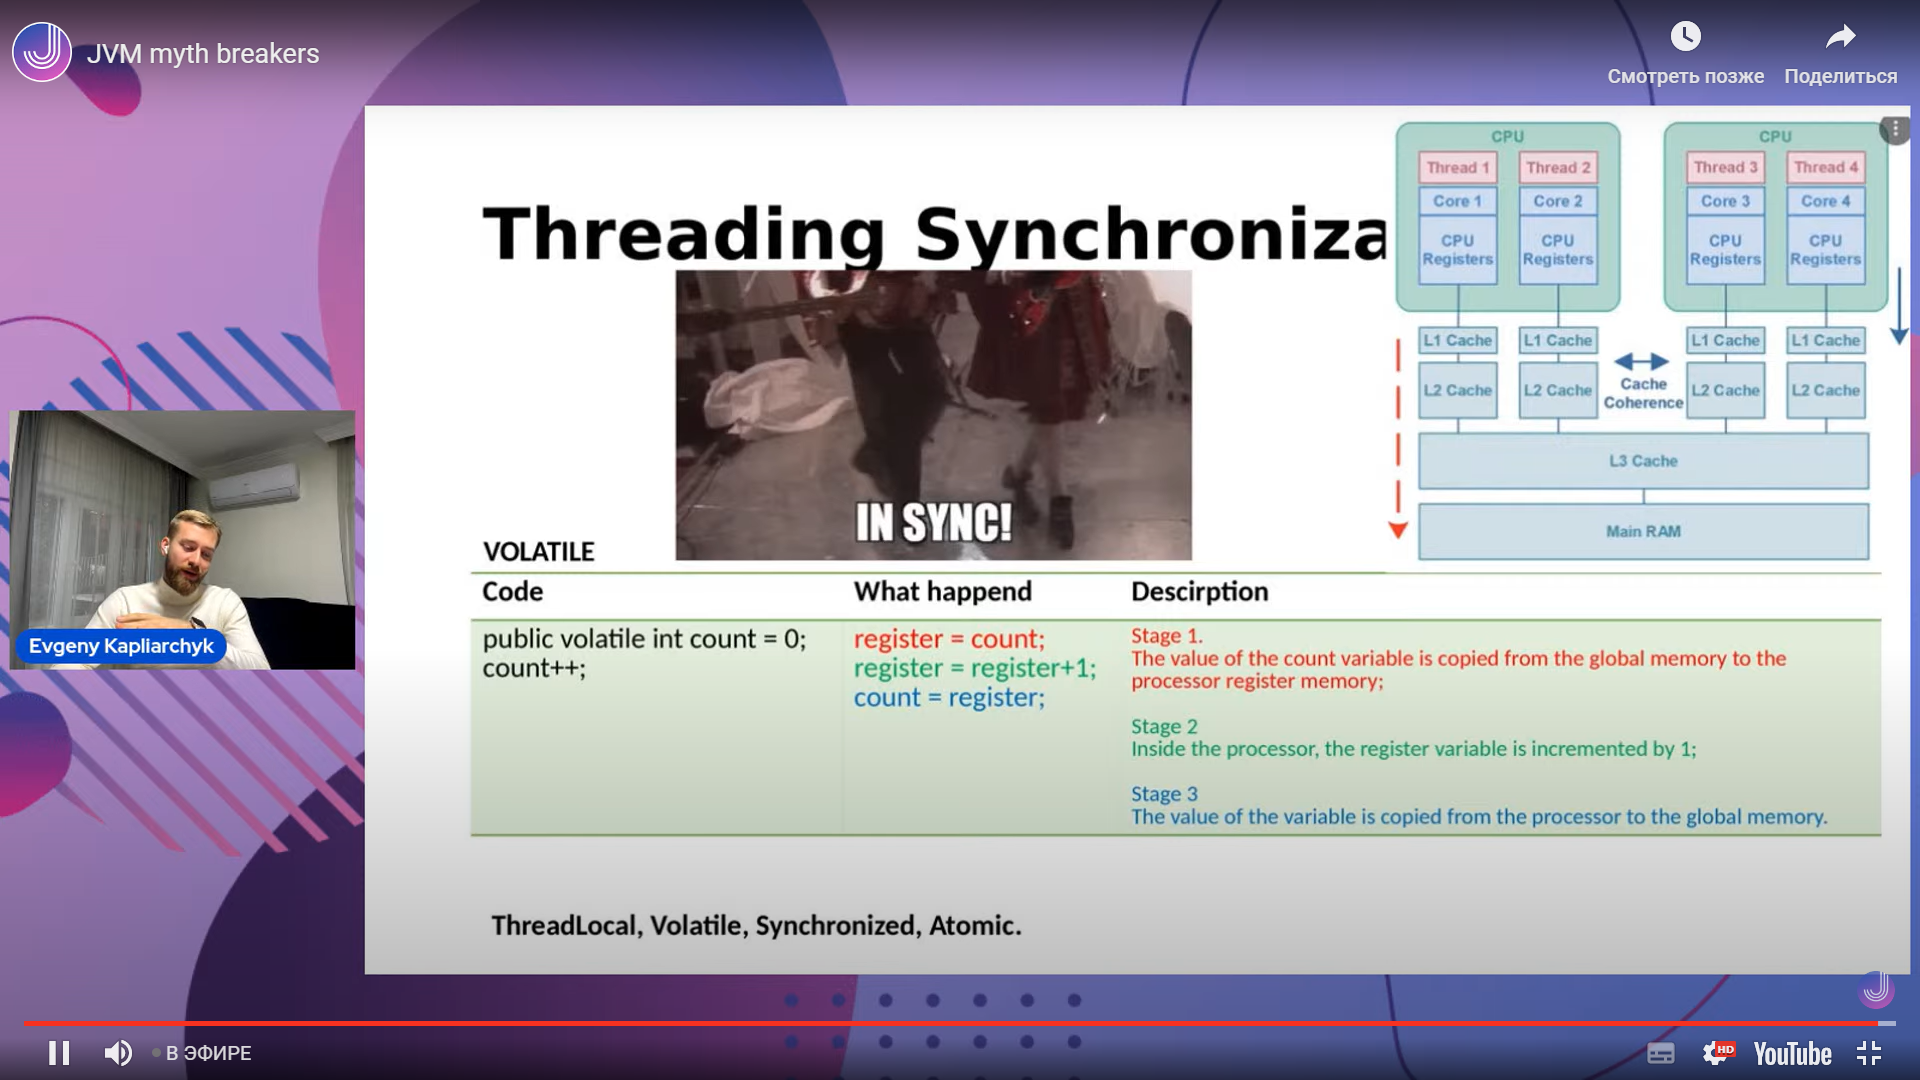 JVM myth breakers
Смотреть позже
Поделиться
Threading Synchroniza
IN SYNC!
CPU
CPU
Thread 1
Thread 2
Thread 3
Thread 4
Core 1
Core 2
Core 3
Core 4
CPU
Registers
CPU
Registers
CPU
Registers
CPU
Registers
L1 Cache
L1 Cache
L1 Cache
L1 Cache
L2 Cache
L2 Cache
Cache
Coherence
L2 Cache
L2 Cache
L3 Cache
Main RAM
VOLATILE
Code
What happend
Descirption
public volatile int count = 0;
count++;
register = count;
register = register+1;
count = register;
Stage 1.
The value of the count variable is copied from the global memory to the
processor register memory;
Stage 2
Inside the processor, the register variable is incremented by 1;
Stage 3
The value of the variable is copied from the processor to the global memory.
ThreadLocal, Volatile, Synchronized, Atomic.
Evgeny Kapliarchyk
В ЭФИРЕ
HD
YouTube